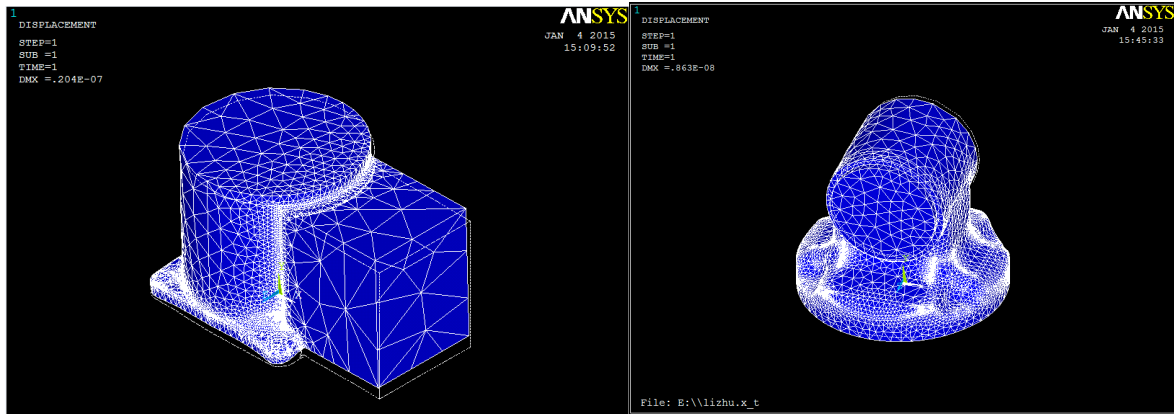 1
DISPLACEMENT
STEP=1
SUB =1
TIME=1
DMX =.204E-07
ANSYS
JAN 4 2015
15:09:52
1
DISPLACEMENT
STEP=1
SUB =1
TIME=1
DMX =.863E-08
ANSYS
JAN 4 2015
15:45:33
File: E:\\lizhu.x_t